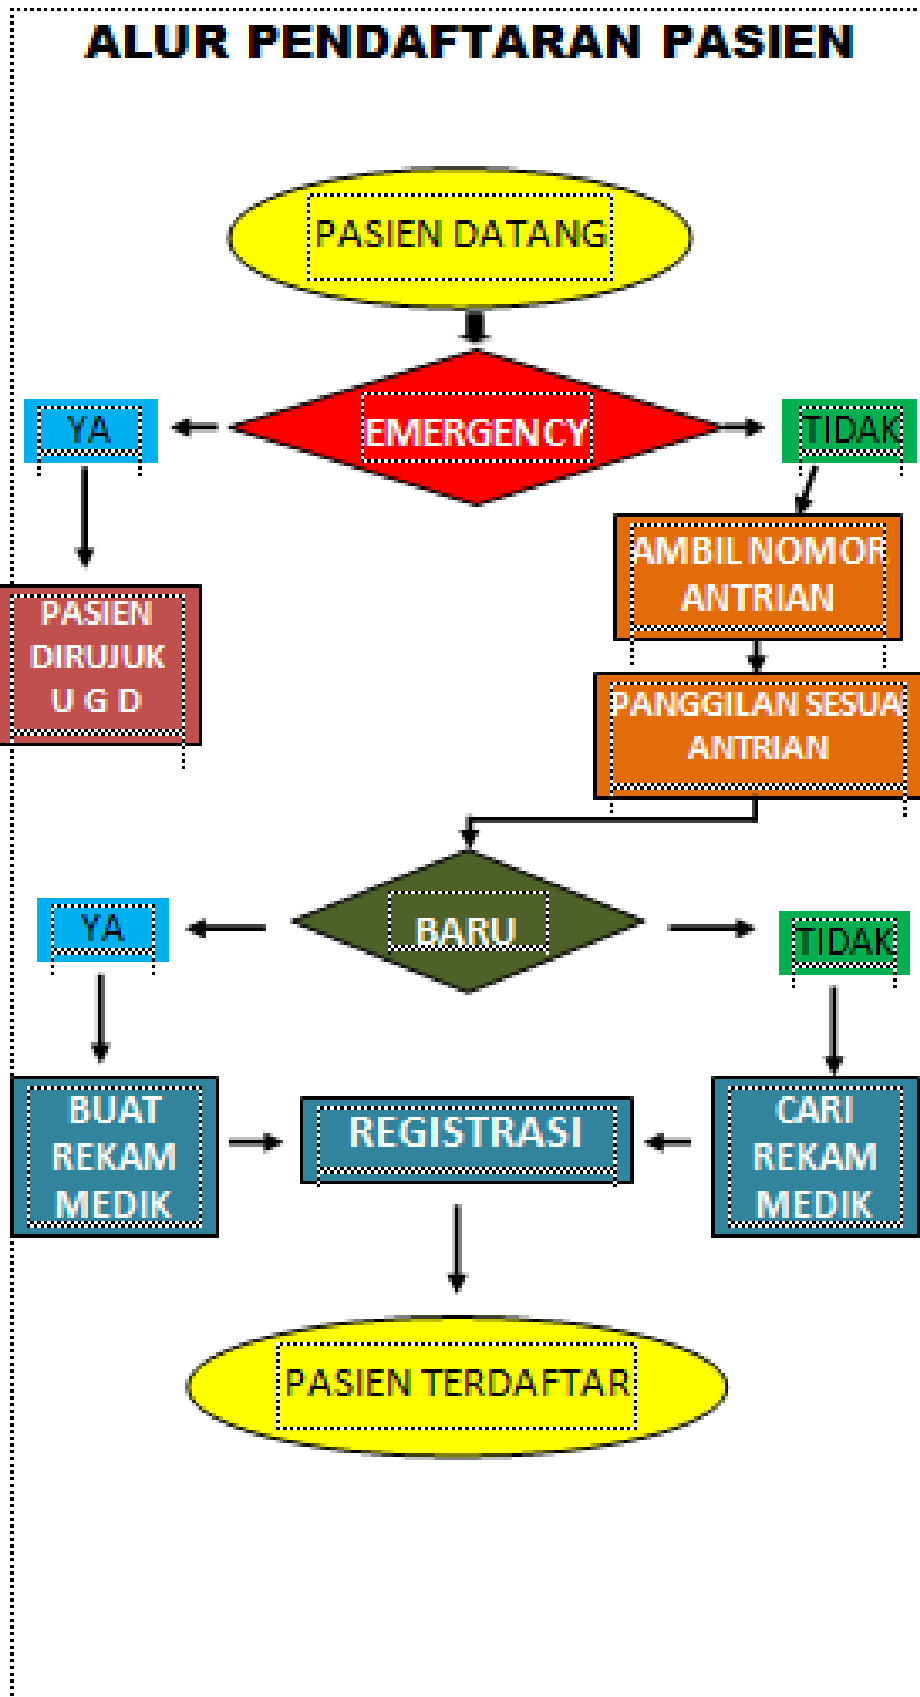 ALUR PENDAFTARAN PASIEN
PASIEN DATANG
EMERGENCY
YA
TIDAK
AMBIL NOMOR
ANTRIAN
PASIEN
DIRUJUK
U G D
PANGGILAN SESUA
ANTRIAN
BARU
YA
TIDAK
BUAT
REKAM
MEDIK
REGISTRASI
CARI
REKAM
MEDIK
PASIEN TERDAFTAR